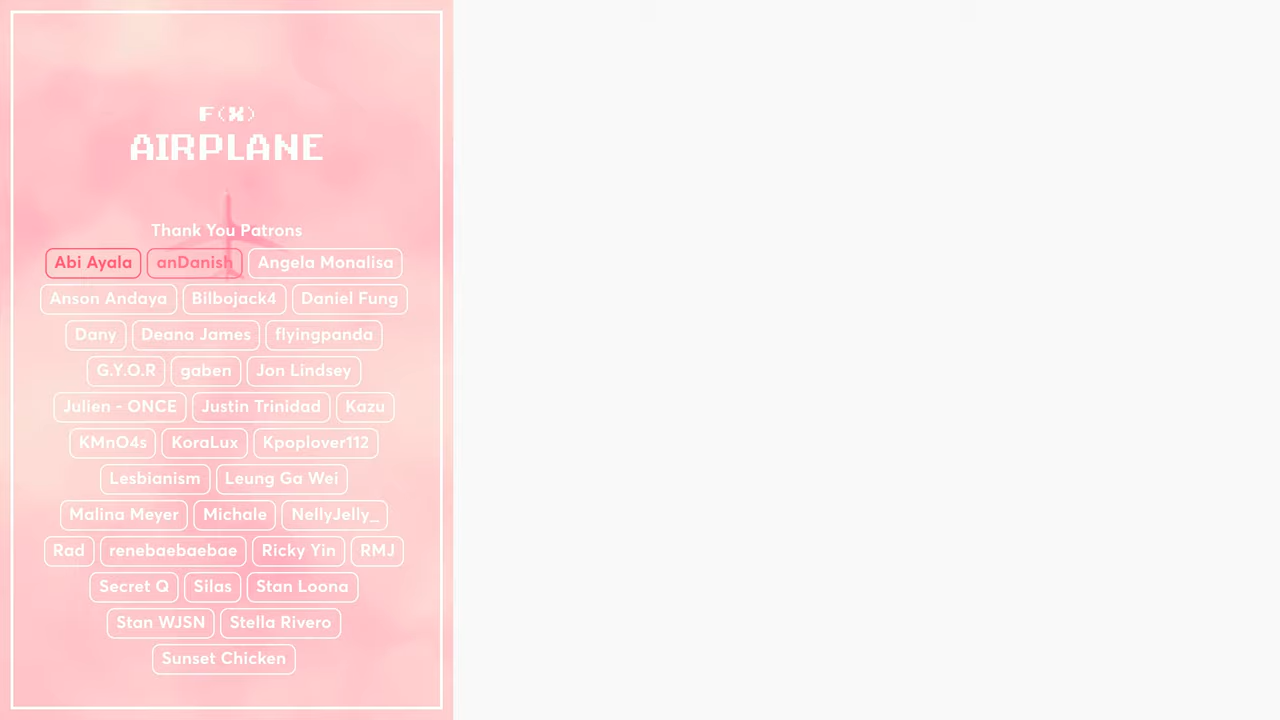 F(X)
AIRPLANE
Thank You Patrons
Abi Ayala anDanish Angela Monalisa
Anson Andaya Bilbojack4 Daniel Fung
Dany Deana James flyingpanda
G.Y.O.R gaben Jon Lindsey
Julien - ONCE Justin Trinidad Kazu
KMnO4s KoraLux Kpoplover112
Lesbianism Leung Ga Wei
Malina Meyer Michale NellyJelly_
Rad renebaebaebae Ricky Yin RMJ
Secret Q Silas Stan Loona
Stan WJSN Stella Rivero
Sunset Chicken